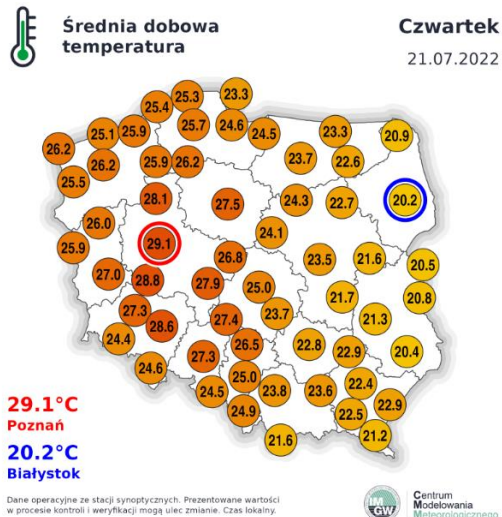 Średnia dobowa
temperatura
Czwartek
21.07.2022
25.3 23.3
25.4
25.7 24.6
25.1 25.9 24.5 23.3 20.9
26.2
26.2 25.9 26.2 23.7 22.6
25.5
28.1 27.5 24.3 22.7 20.2
26.0
24.1
25.9 29.1
26.8 23.5 21.6 20.5
27.0 28.8 27.9 25.0
21.7 20.8
27.3 23.7
28.6 27.4 21.3
24.4
26.5 22.8 22.9 20.4
27.3
24.6
25.0 22.4
24.5 23.8 23.6
24.9 22.5 22.9
21.6 21.2
29.1°C
Poznań
20.2°C
Białystok
Dane operacyjne ze stacji synoptycznych. Prezentowane wartości
w procesie kontroli i weryfikacji mogą ulec zmianie. Czas lokalny.
IM
GW
Centrum
Modelowania
Meteorologicznego